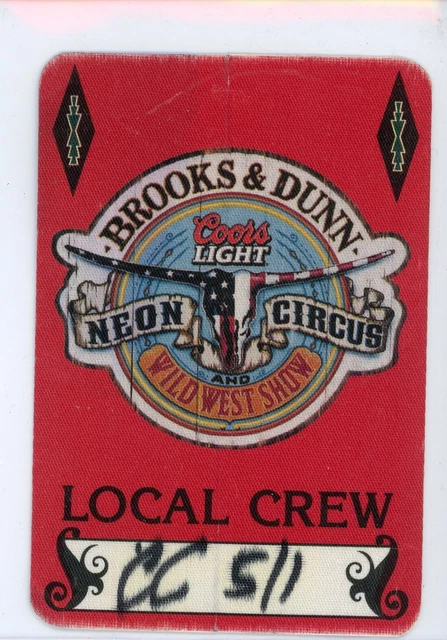 BROOKS & DUNN
Coors
LIGHT
NEON CIRCUS
AND
WILD WEST SHOW
LOCAL CREW
CC 5/1